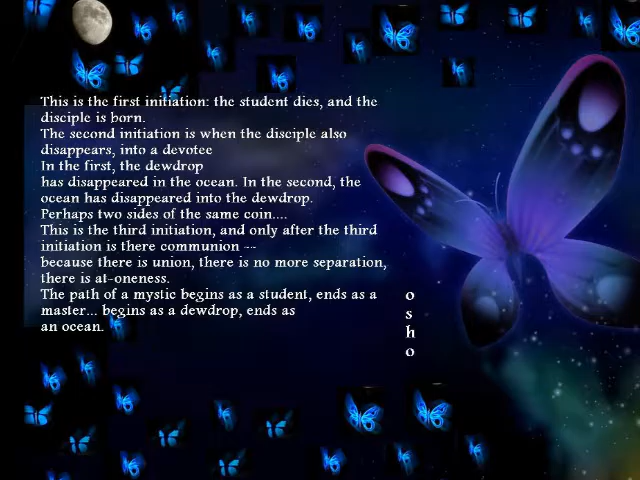 This is the first initiation: the student dies, and the
disciple is born.
The second initiation is when the disciple also
disappears, into a devotee
In the first, the dewdrop
has disappeared in the ocean. In the second, the
ocean has disappeared into the dewdrop.
Perhaps two sides of the same coin....
This is the third initiation, and only after the third
initiation is there communion --
because there is union, there is no more separation,
there is at-oneness.
The path of a mystic begins as a student, ends as a
master... begins as a dewdrop, ends as
an ocean.
o
s
h
o